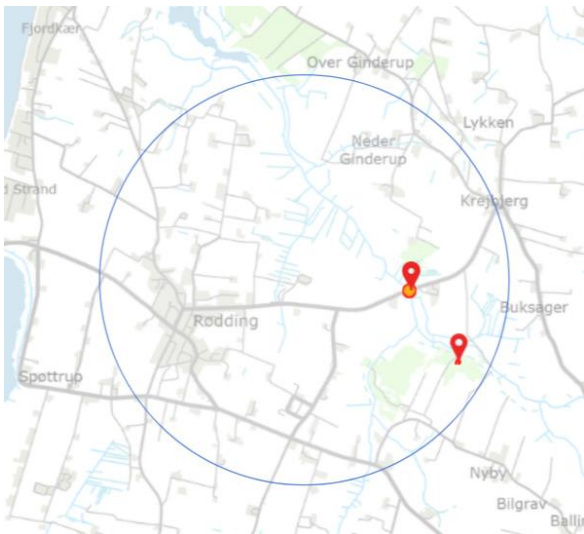 Fjordkær
Over Ginderup
Lykken
Neder
Ginderup
d Strand
Krejbjerg
Buksager
Rødding
Spøttrup
Nyby
Bilgrav
Ballin